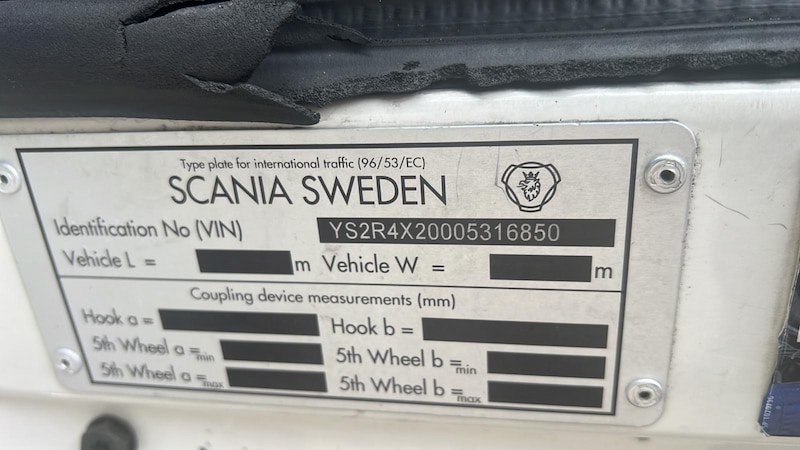 Type plate for international traffic (96/53/EC)
SCANIA SWEDEN
Identification No (VIN) YS2R4X20005316850
Vehicle L = m Vehicle W = m
Coupling device measurements (mm)
Hook a = Hook b =
5th Wheel a = min 5th Wheel b = min
5th Wheel a = max 5th Wheel b = max